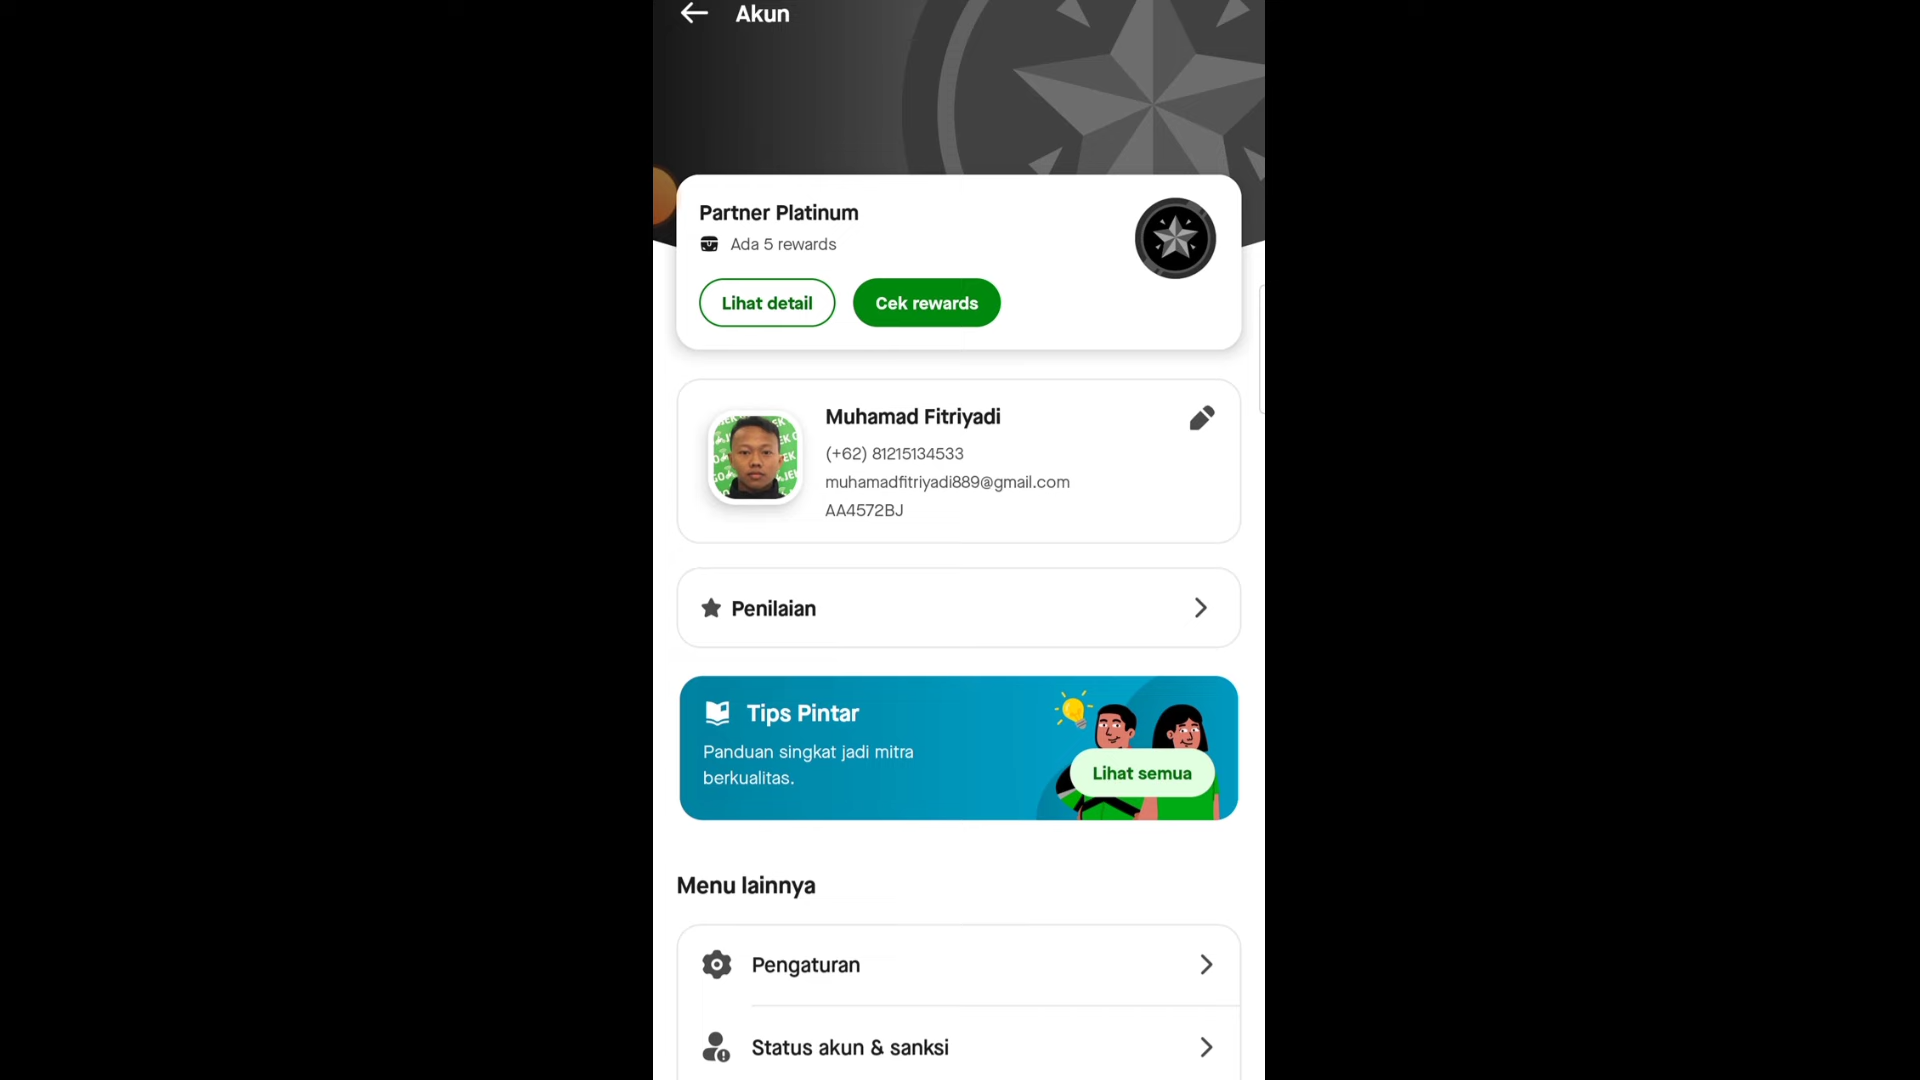 Akun
Partner Platinum
Ada 5 rewards
Lihat detail
Cek rewards
Muhamad Fitriyadi
(+62) 81215134533
muhamadfitriyadi889@gmail.com
AA4572BJ
Penilaian
Tips Pintar
Panduan singkat jadi mitra
berkualitas.
Lihat semua
Menu lainnya
Pengaturan
Status akun & sanksi